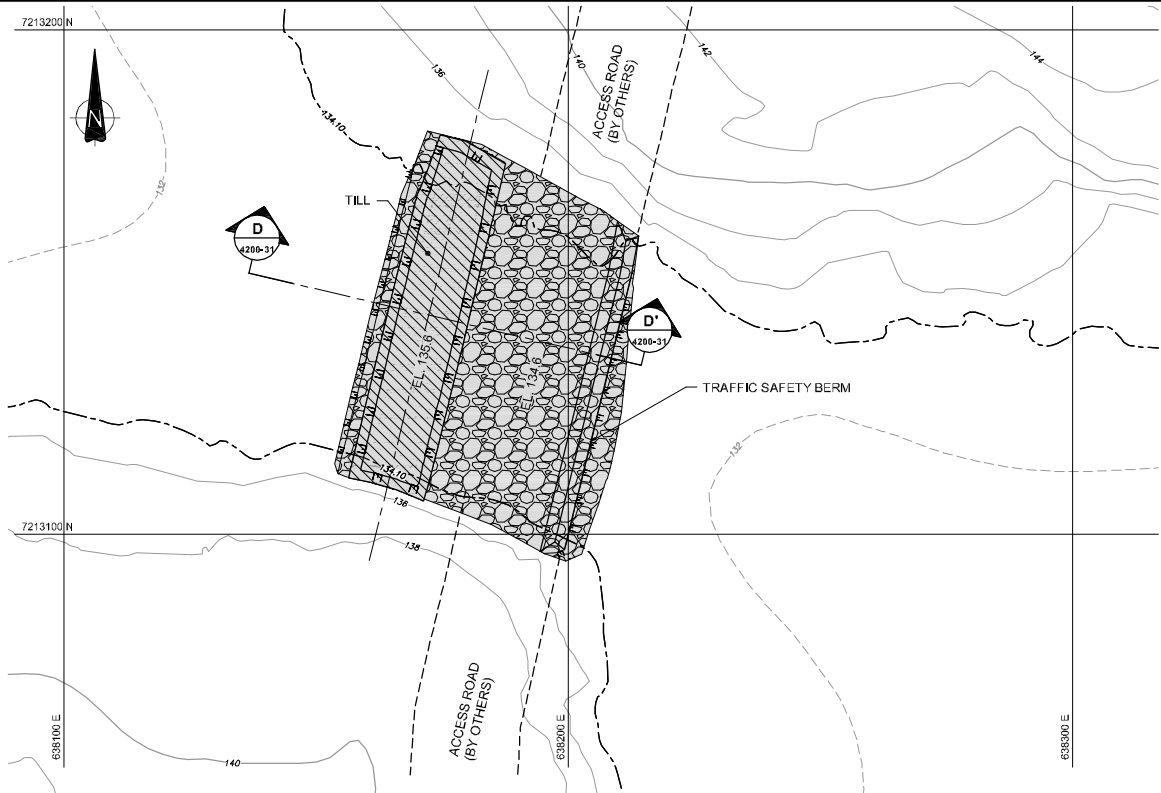 7213200 N
136
140
142
144
ACCESS ROAD
(BY OTHERS)
N
134.10
132
TILL
D
4200-31
D'
4200-31
EL. 135.6
EL. 134.6
TRAFFIC SAFETY BERM
132
134.10
136
7213100 N
138
ACCESS ROAD
(BY OTHERS)
140
638100 E
638200 E
638300 E